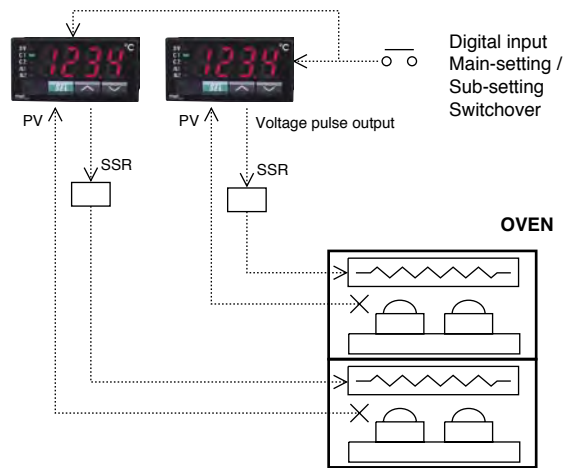 1234
°C
1234
°C
Digital input
Main-setting /
Sub-setting
Switchover
PV
PV
Voltage pulse output
SSR
SSR
OVEN